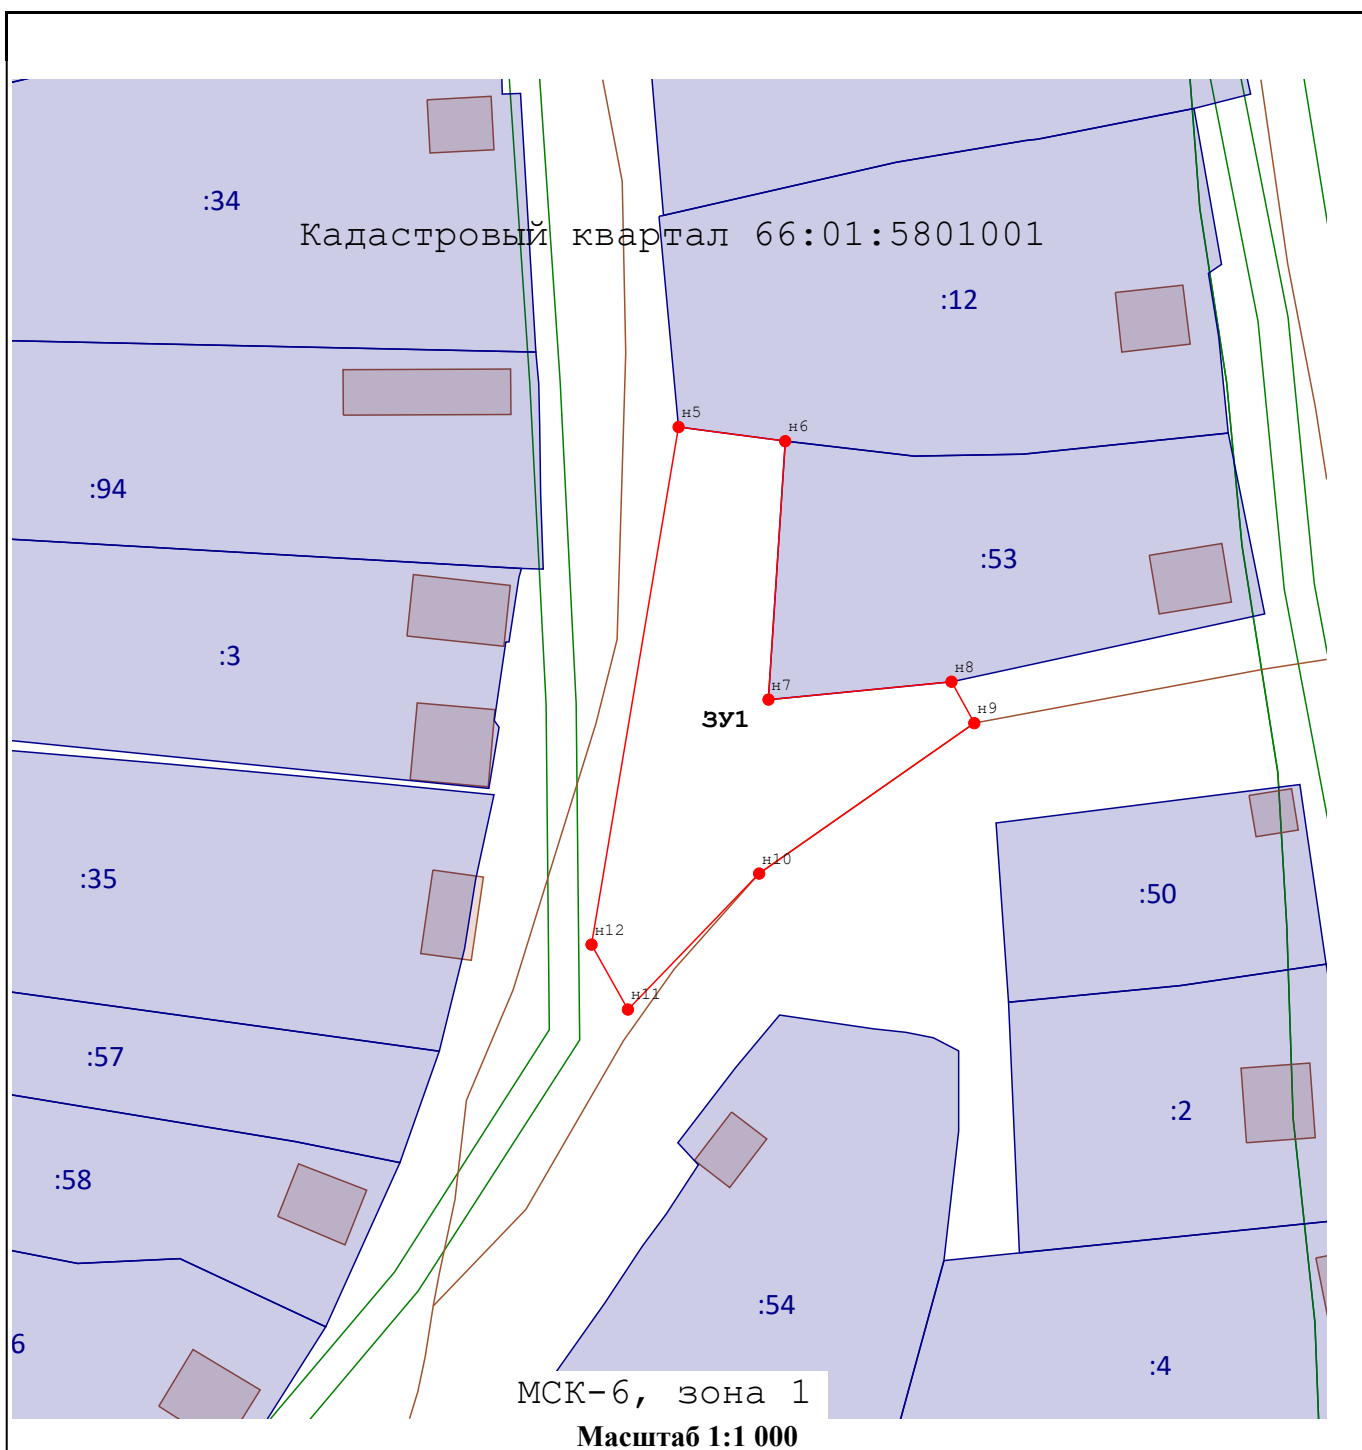 :34
Кадастровый квартал 66:01:5801001
:12
н5
н6
:94
:53
:3
н8
н7
ЗУ1
н9
н10
:35
:50
н12
н11
:57
:2
:58
:54
6
:4
МСК-6, зона 1
Масштаб 1:1 000